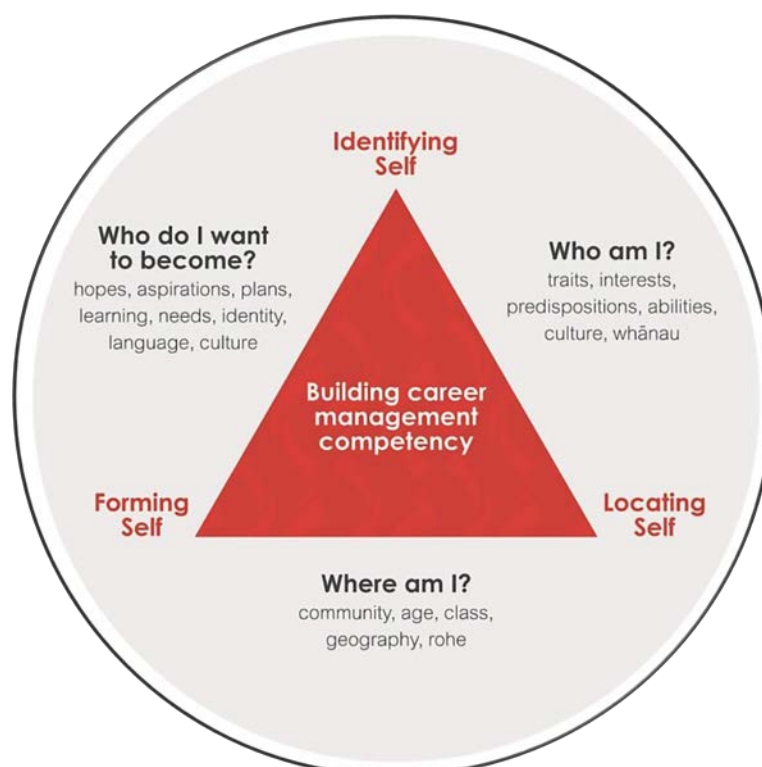 Identifying
Self
Who do I want
to become?
hopes, aspirations, plans,
learning, needs, identity,
language, culture
Who am I?
traits, interests,
predispositions, abilities,
culture, whānau
Building career
management
competency
Forming
Self
Locating
Self
Where am I?
community, age, class,
geography, rohe